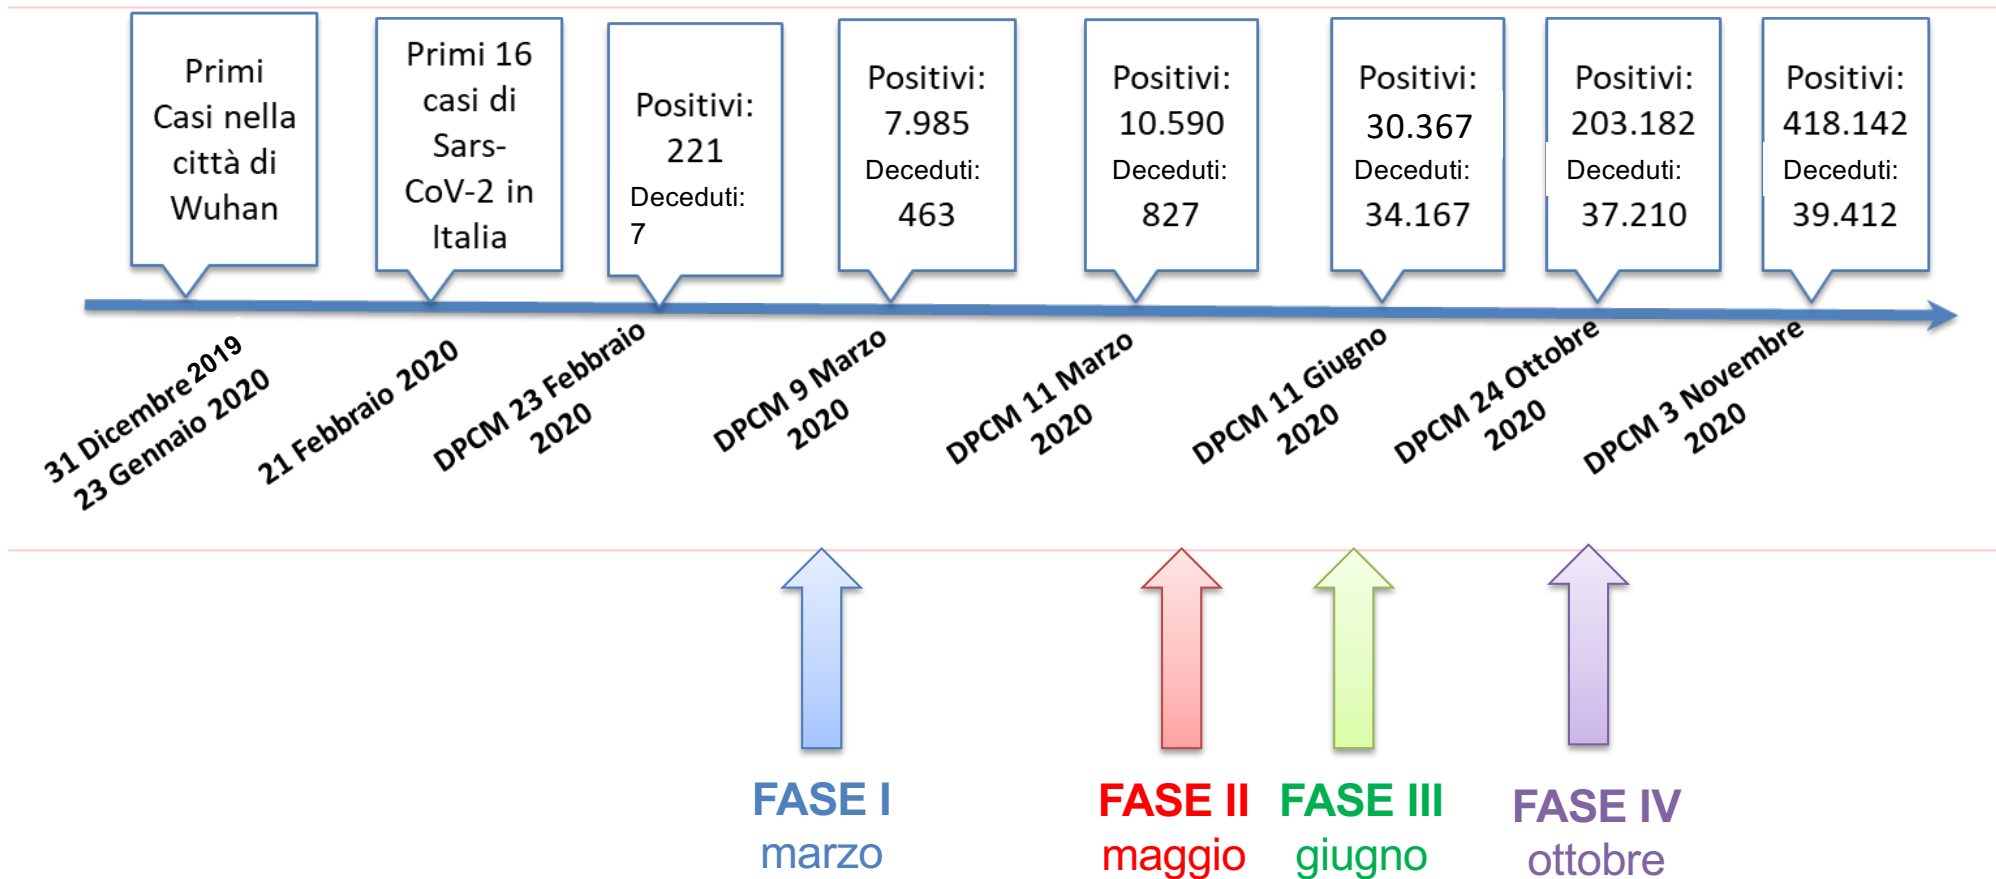 Primi
Casi nella
città di
Wuhan
Primi 16
casi di
Sars-
CoV-2 in
Italia
Positivi:
221
Deceduti:
7
Positivi:
7.985
Deceduti:
463
Positivi:
10.590
Deceduti:
827
Positivi:
30.367
Deceduti:
34.167
Positivi:
203.182
Deceduti:
37.210
Positivi:
418.142
Deceduti:
39.412
31 Dicembre 2019
23 Gennaio 2020
21 Febbraio 2020
DPCM 23 Febbraio
2020
DPCM 9 Marzo
2020
DPCM 11 Marzo
2020
DPCM 11 Giugno
2020
DPCM 24 Ottobre
2020
DPCM 3 Novembre
2020
FASE I
marzo
FASE II
maggio
FASE III
giugno
FASE IV
ottobre